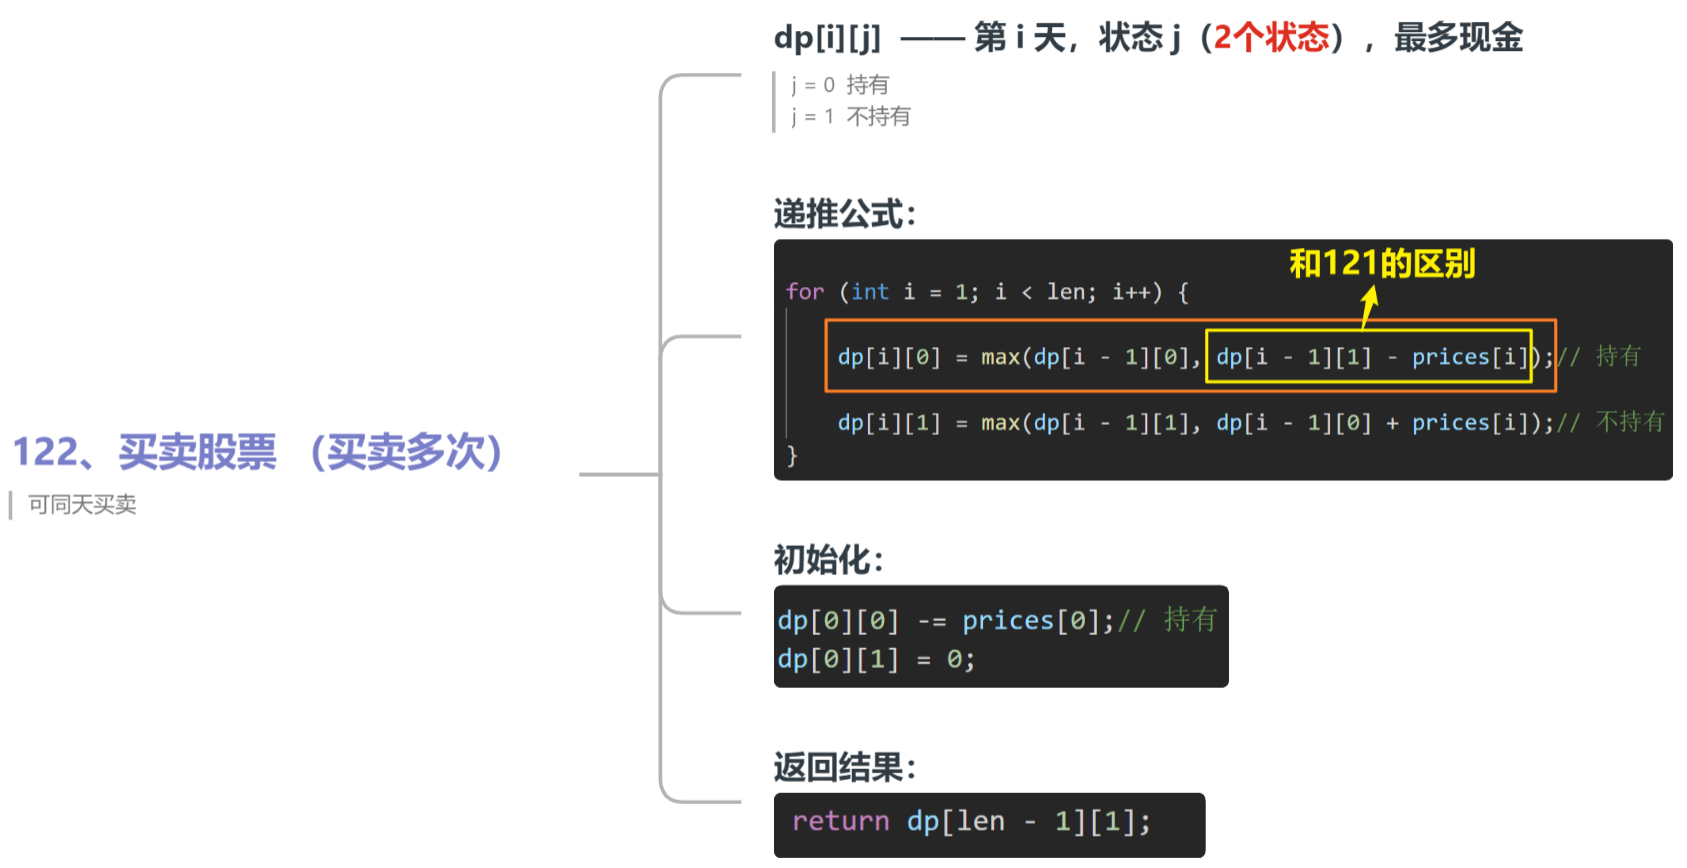 122、买卖股票 （买卖多次）
可同天买卖
dp[i][j] —— 第 i 天，状态 j（2个状态），最多现金
j = 0 持有
j = 1 不持有
递推公式：
和121的区别
for (int i = 1; i < len; i++) {
dp[i][0] = max(dp[i - 1][0], dp[i - 1][1] - prices[i]);// 持有
dp[i][1] = max(dp[i - 1][1], dp[i - 1][0] + prices[i]);// 不持有
}
初始化：
dp[0][0] -= prices[0];// 持有
dp[0][1] = 0;
返回结果：
return dp[len - 1][1];